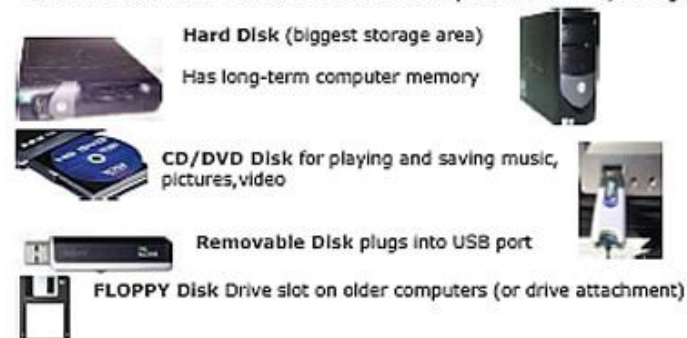 Hard Disk (biggest storage area)
Has long-term computer memory
CD/DVD Disk for playing and saving music,
pictures,video
Removable Disk plugs into USB port
FLOPPY Disk Drive slot on older computers (or drive attachment)